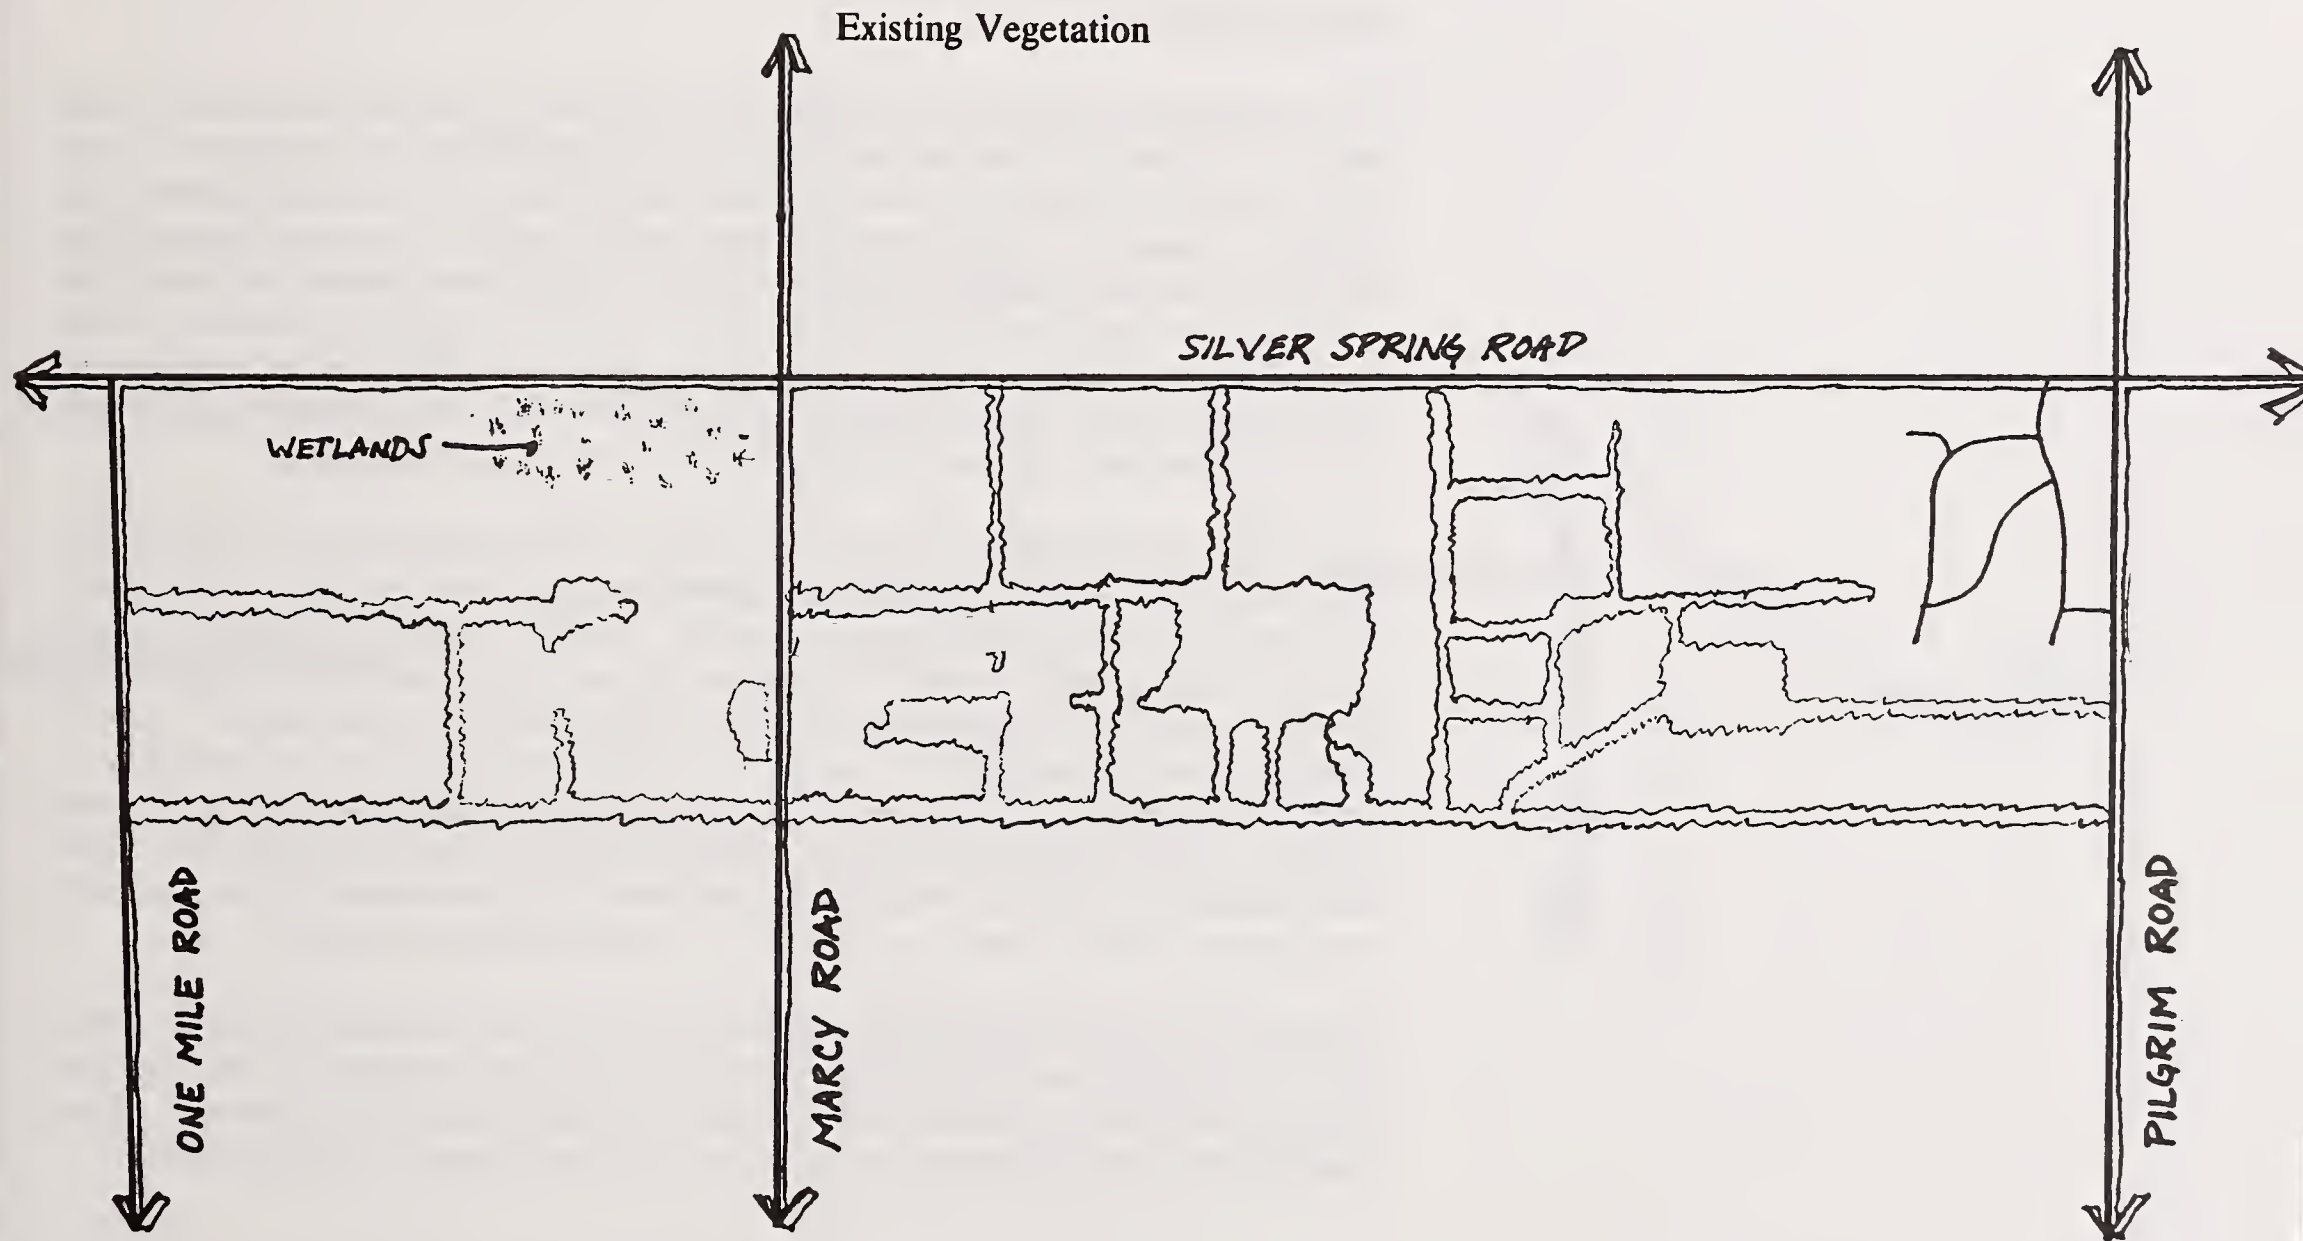 Existing Vegetation
SILVER SPRING ROAD
WETLANDS
ONE MILE ROAD
MARCY ROAD
PILGRIM ROAD